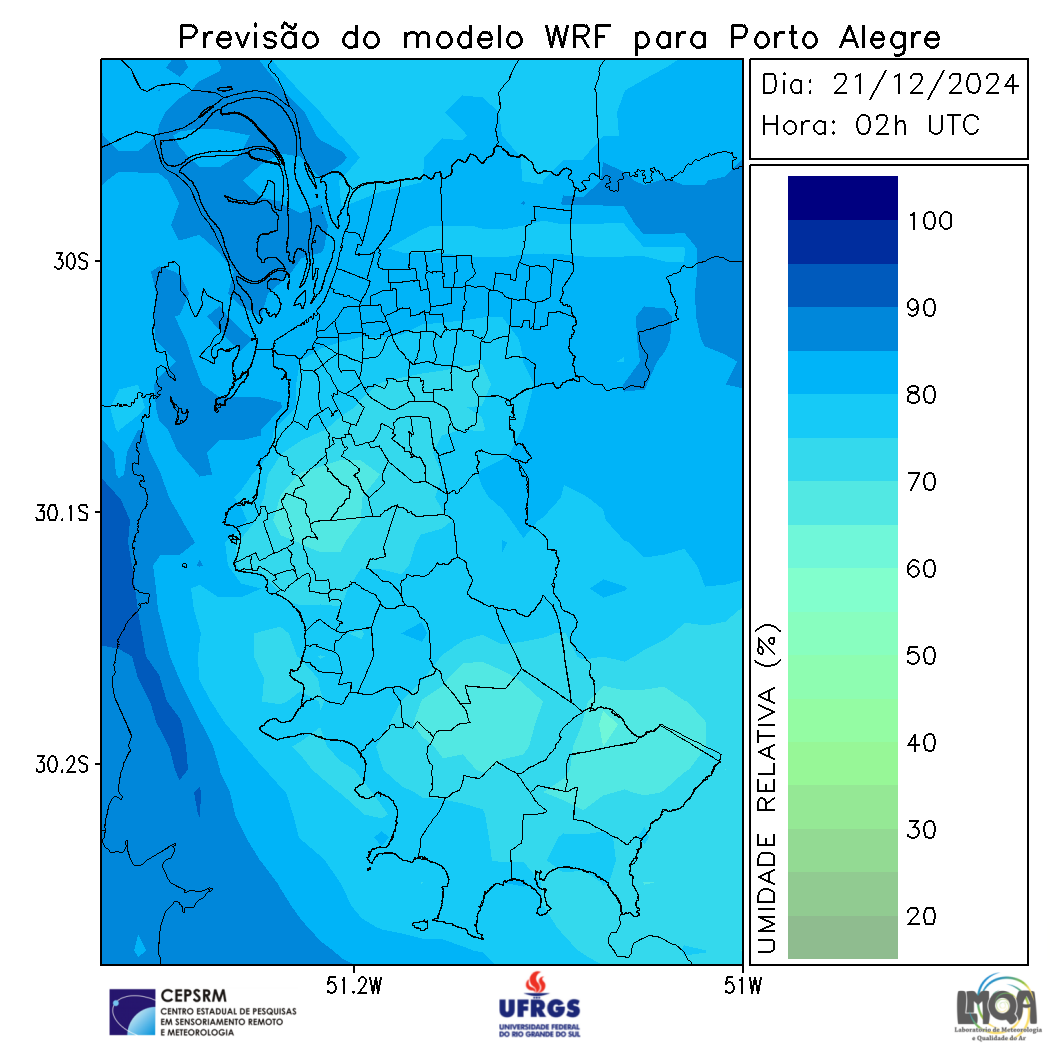 Previsão do modelo WRF para Porto Alegre
Dia: 21/12/2024
Hora: 02h UTC
30S
30.1S
30.2S
51.2W
51W
100
90
80
70
60
50
40
30
20
UMIDADE RELATIVA (%)
CEPSRM
CENTRO ESTADUAL DE PESQUISAS
EM SENSORIAMENTO REMOTO
E METEOROLOGIA
UFRGS
UNIVERSIDADE FEDERAL
DO RIO GRANDE DO SUL
LMQA
Laboratório de Meteorologia
e Qualidade do Ar